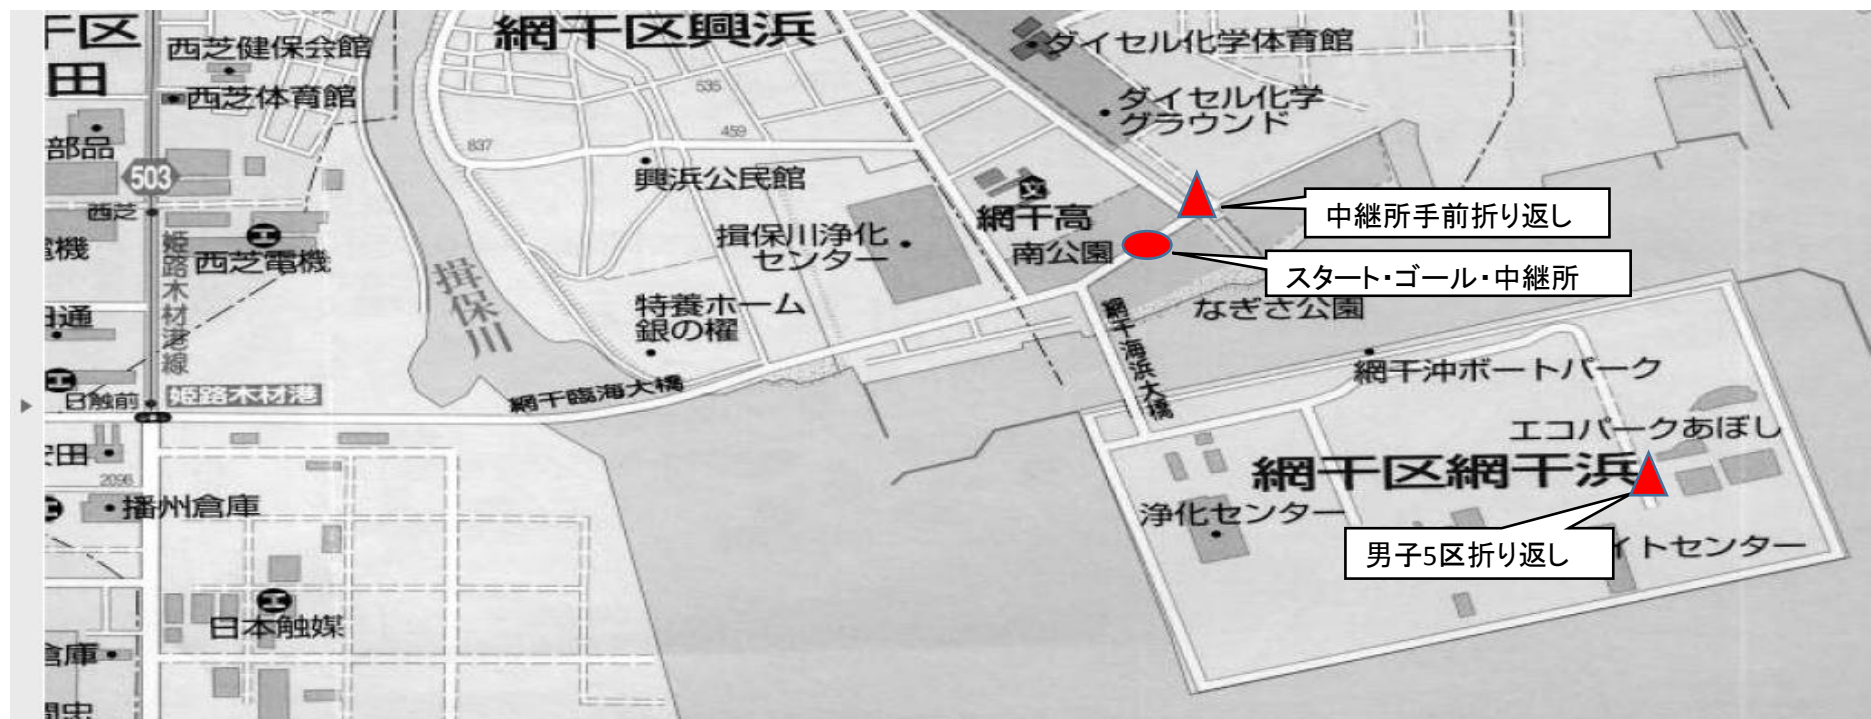 網干区興浜
西芝健保会館
西芝体育館
ダイセル化学体育館
ダイセル化学
グラウンド
535
459
837
田
部品
503
西芝
興浜公民館
網干高
南公園
中継所手前折り返し
揖保川浄化
センター
スタート・ゴール・中継所
西芝電機
姫路木材港線
揖保川
特養ホーム
銀の櫂
なぎさ公園
網干海浜大橋
網干沖ボートパーク
網干臨海大橋
日触前
姫路木材港
エコパークあぼし
網干区網干浜
2096
播州倉庫
浄化センター
男子5区折り返し
イトセンター
日本触媒
倉庫